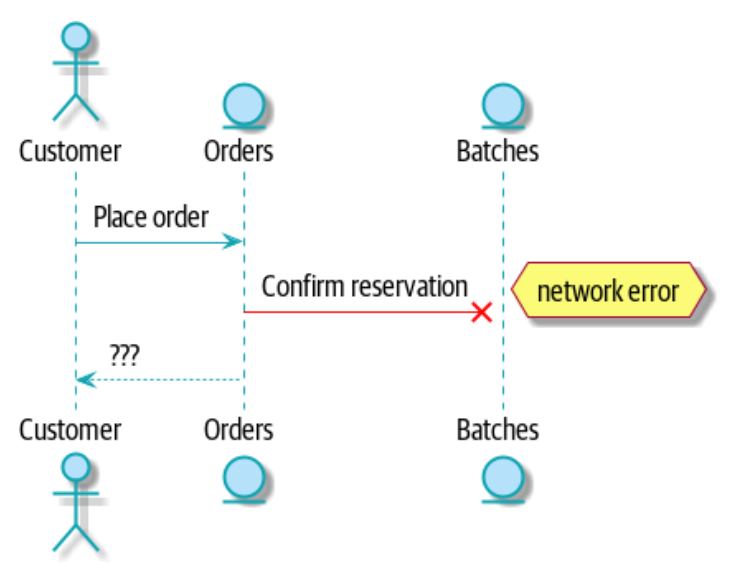 Customer
Orders
Batches
Place order
Confirm reservation
network error
???
Customer
Orders
Batches